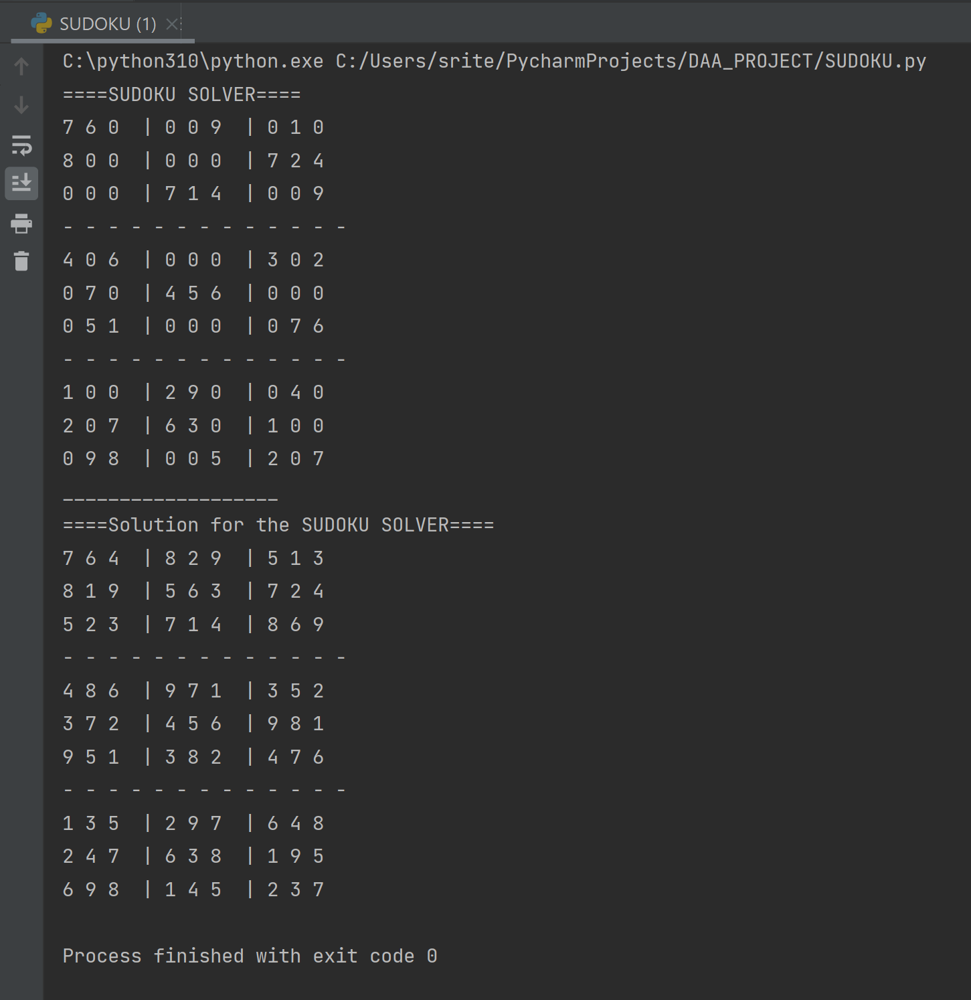 SUDOKU (1)
C:\python310\python.exe C:/Users/srite/PycharmProjects/DAA_PROJECT/SUDOKU.py
====SUDOKU SOLVER====
7 6 0  | 0 0 9  | 0 1 0
8 0 0  | 0 0 0  | 7 2 4
0 0 0  | 7 1 4  | 0 0 9
- - - - - - - - - - - - -
4 0 6  | 0 0 0  | 3 0 2
0 7 0  | 4 5 6  | 0 0 0
0 5 1  | 0 0 0  | 0 7 6
- - - - - - - - - - - - -
1 0 0  | 2 9 0  | 0 4 0
2 0 7  | 6 3 0  | 1 0 0
0 9 8  | 0 0 5  | 2 0 7
___________________
====Solution for the SUDOKU SOLVER====
7 6 4  | 8 2 9  | 5 1 3
8 1 9  | 5 6 3  | 7 2 4
5 2 3  | 7 1 4  | 8 6 9
- - - - - - - - - - - - -
4 8 6  | 9 7 1  | 3 5 2
3 7 2  | 4 5 6  | 9 8 1
9 5 1  | 3 8 2  | 4 7 6
- - - - - - - - - - - - -
1 3 5  | 2 9 7  | 6 4 8
2 4 7  | 6 3 8  | 1 9 5
6 9 8  | 1 4 5  | 2 3 7
Process finished with exit code 0